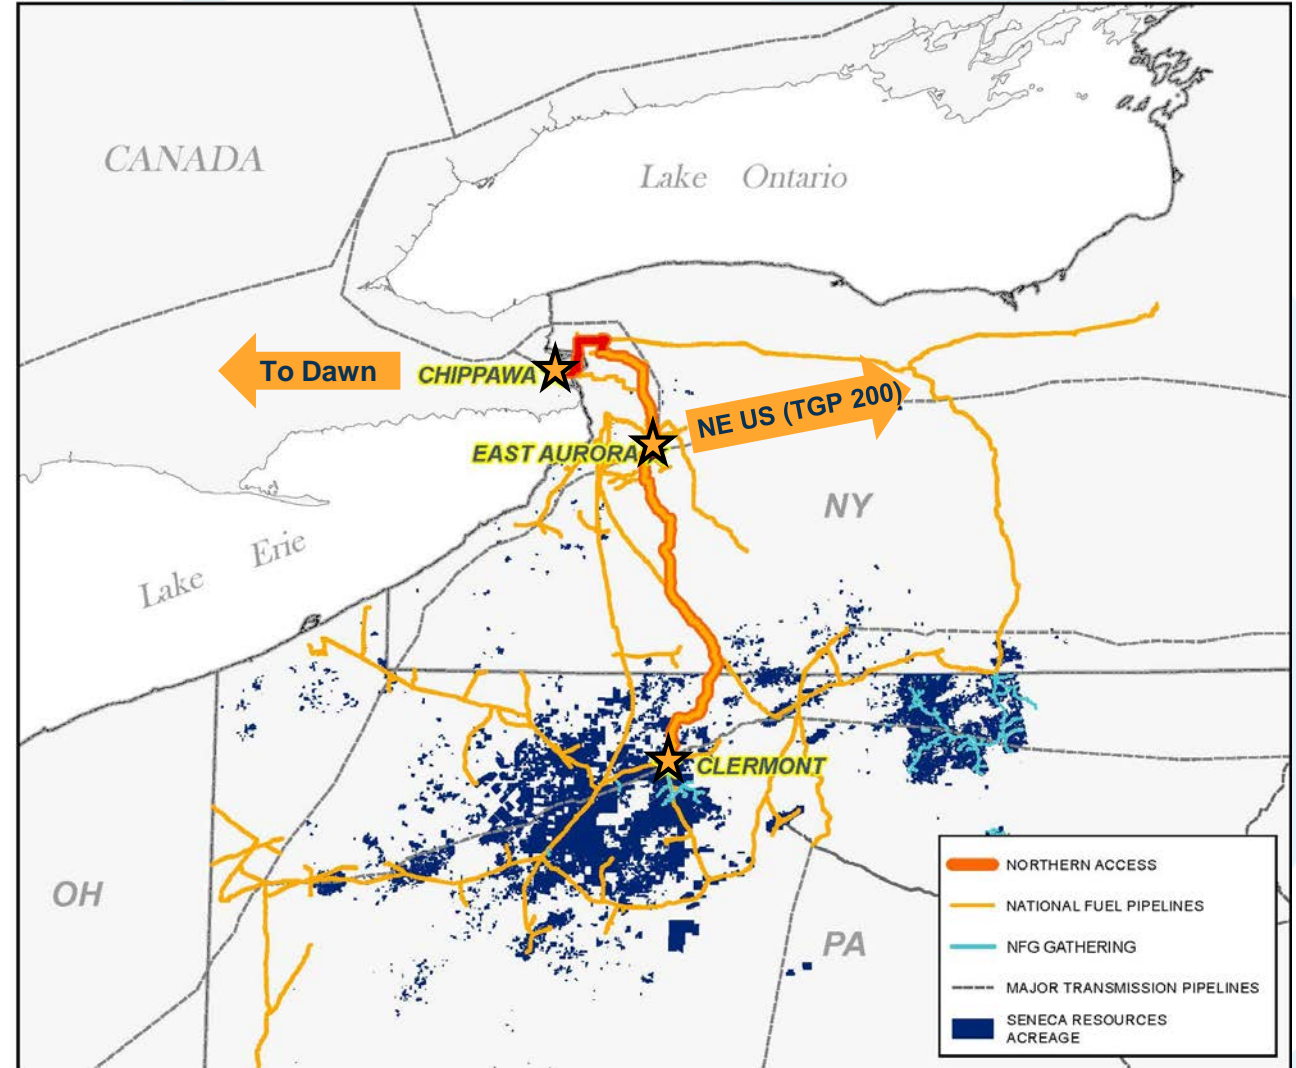 CANADA
Lake Ontario
To Dawn
CHIPPAWA
NE US (TGP 200)
EAST AURORA
NY
Lake Erie
CLERMONT
OH
PA
NORTHERN ACCESS
NATIONAL FUEL PIPELINES
NFG GATHERING
MAJOR TRANSMISSION PIPELINES
SENECA RESOURCES
ACREAGE